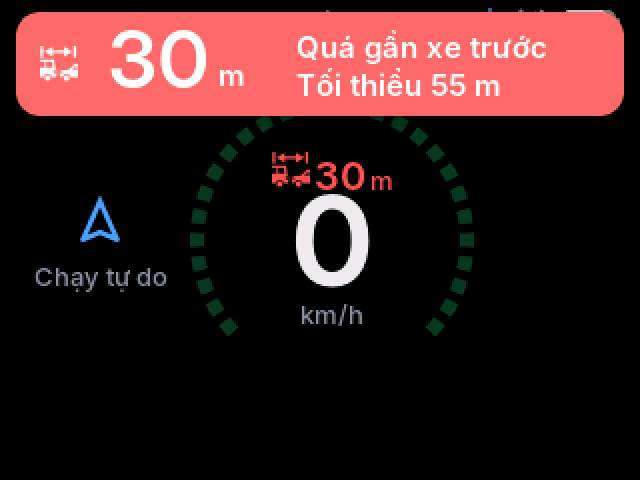 30 m
Quá gần xe trước
Tối thiểu 55 m
30 m
0
km/h
Chạy tự do